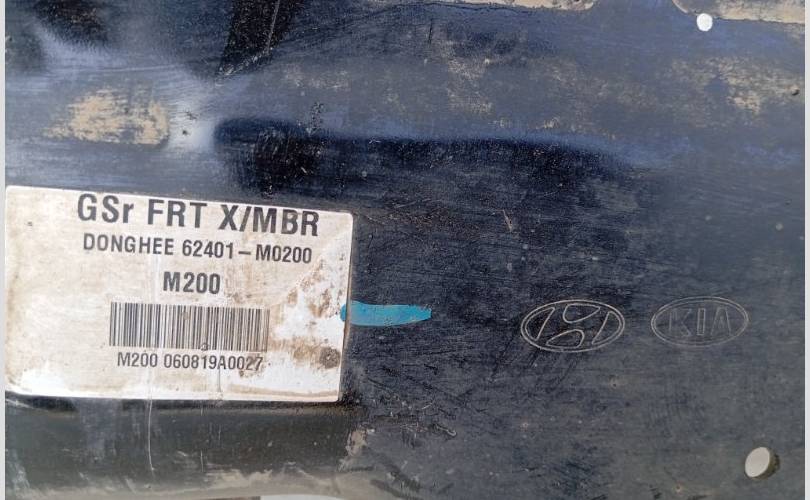 GSr FRT X/MBR
DONGHEE 62401-M0200
M200
M200 060819A0027
KIA